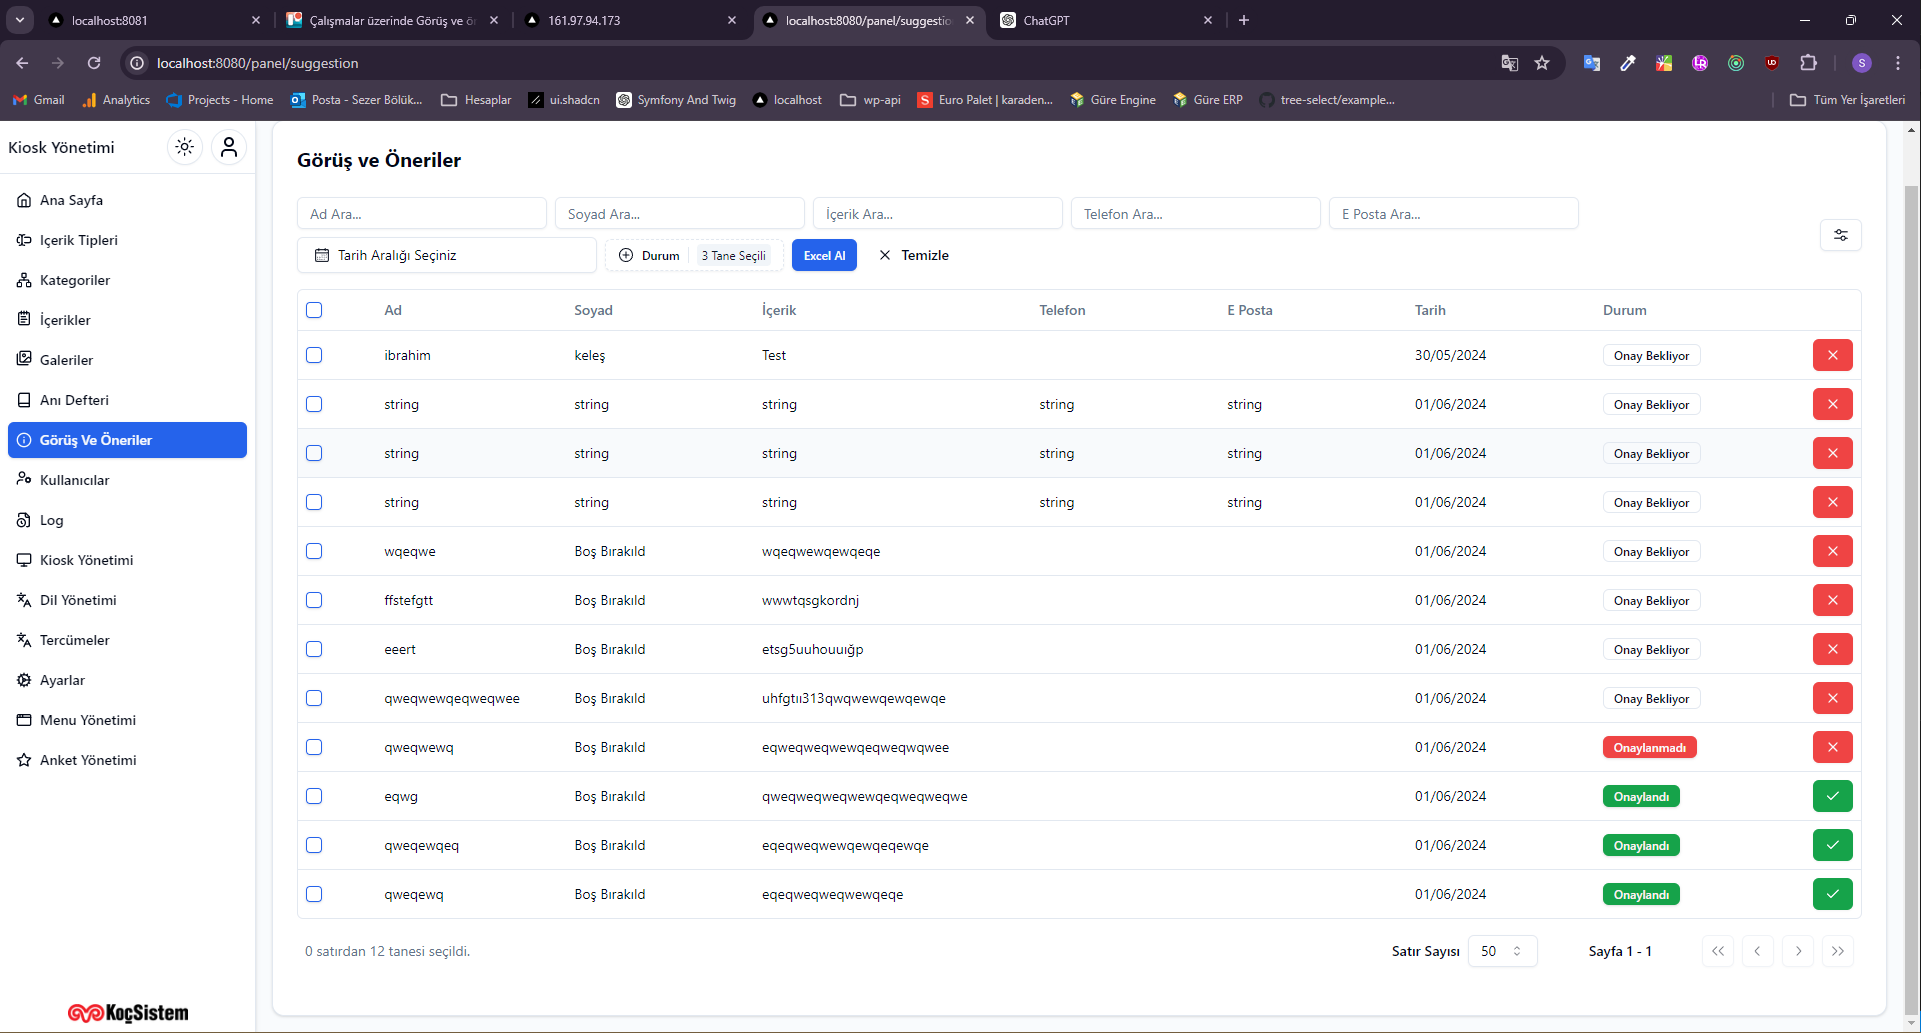 localhost:8081
Çalışmalar üzerinde Görüş ve ö
161.97.94.173
localhost:8080/panel/suggestio
ChatGPT
localhost:8080/panel/suggestion
S
Gmail
Analytics
Projects - Home
Posta - Sezer Bölük...
Hesaplar
ui.shadcn
Symfony And Twig
localhost
wp-api
Euro Palet | karaden...
Güre Engine
Güre ERP
tree-select/example...
Tüm Yer İşaretleri
Kiosk Yönetimi
Ana Sayfa
Içerik Tipleri
Kategoriler
İçerikler
Galeriler
Anı Defteri
Görüş Ve Öneriler
Kullanıcılar
Log
Kiosk Yönetimi
Dil Yönetimi
Tercümeler
Ayarlar
Menu Yönetimi
Anket Yönetimi
KoçSistem
Görüş ve Öneriler
Ad Ara... Soyad Ara... İçerik Ara... Telefon Ara... E Posta Ara...
Tarih Aralığı Seçiniz Durum 3 Tane Seçili Excel Al Temizle
Ad Soyad İçerik Telefon E Posta Tarih Durum
ibrahim keleş Test 30/05/2024 Onay Bekliyor
string string string string string 01/06/2024 Onay Bekliyor
string string string string string 01/06/2024 Onay Bekliyor
string string string string string 01/06/2024 Onay Bekliyor
wqeqwe Boş Bırakıld wqeqwewqewqeqe 01/06/2024 Onay Bekliyor
ffstefgtt Boş Bırakıld wwwtqsgkordnj 01/06/2024 Onay Bekliyor
eeert Boş Bırakıld etsg5uuhouuığp 01/06/2024 Onay Bekliyor
qweqwewqeqweqwee Boş Bırakıld uhfgtıı313qwqwewqewqewqe 01/06/2024 Onay Bekliyor
qweqwewq Boş Bırakıld eqweqweqwewqeqweqwqwee 01/06/2024 Onaylanmadı
eqwg Boş Bırakıld qweqweqweqwewqeqweqweqwe 01/06/2024 Onaylandı
qweqewqeq Boş Bırakıld eqeqweqwewqewqeqewqe 01/06/2024 Onaylandı
qweqewq Boş Bırakıld eqeqweqweqwewqeqe 01/06/2024 Onaylandı
0 satırdan 12 tanesi seçildi. Satır Sayısı 50 Sayfa 1 - 1